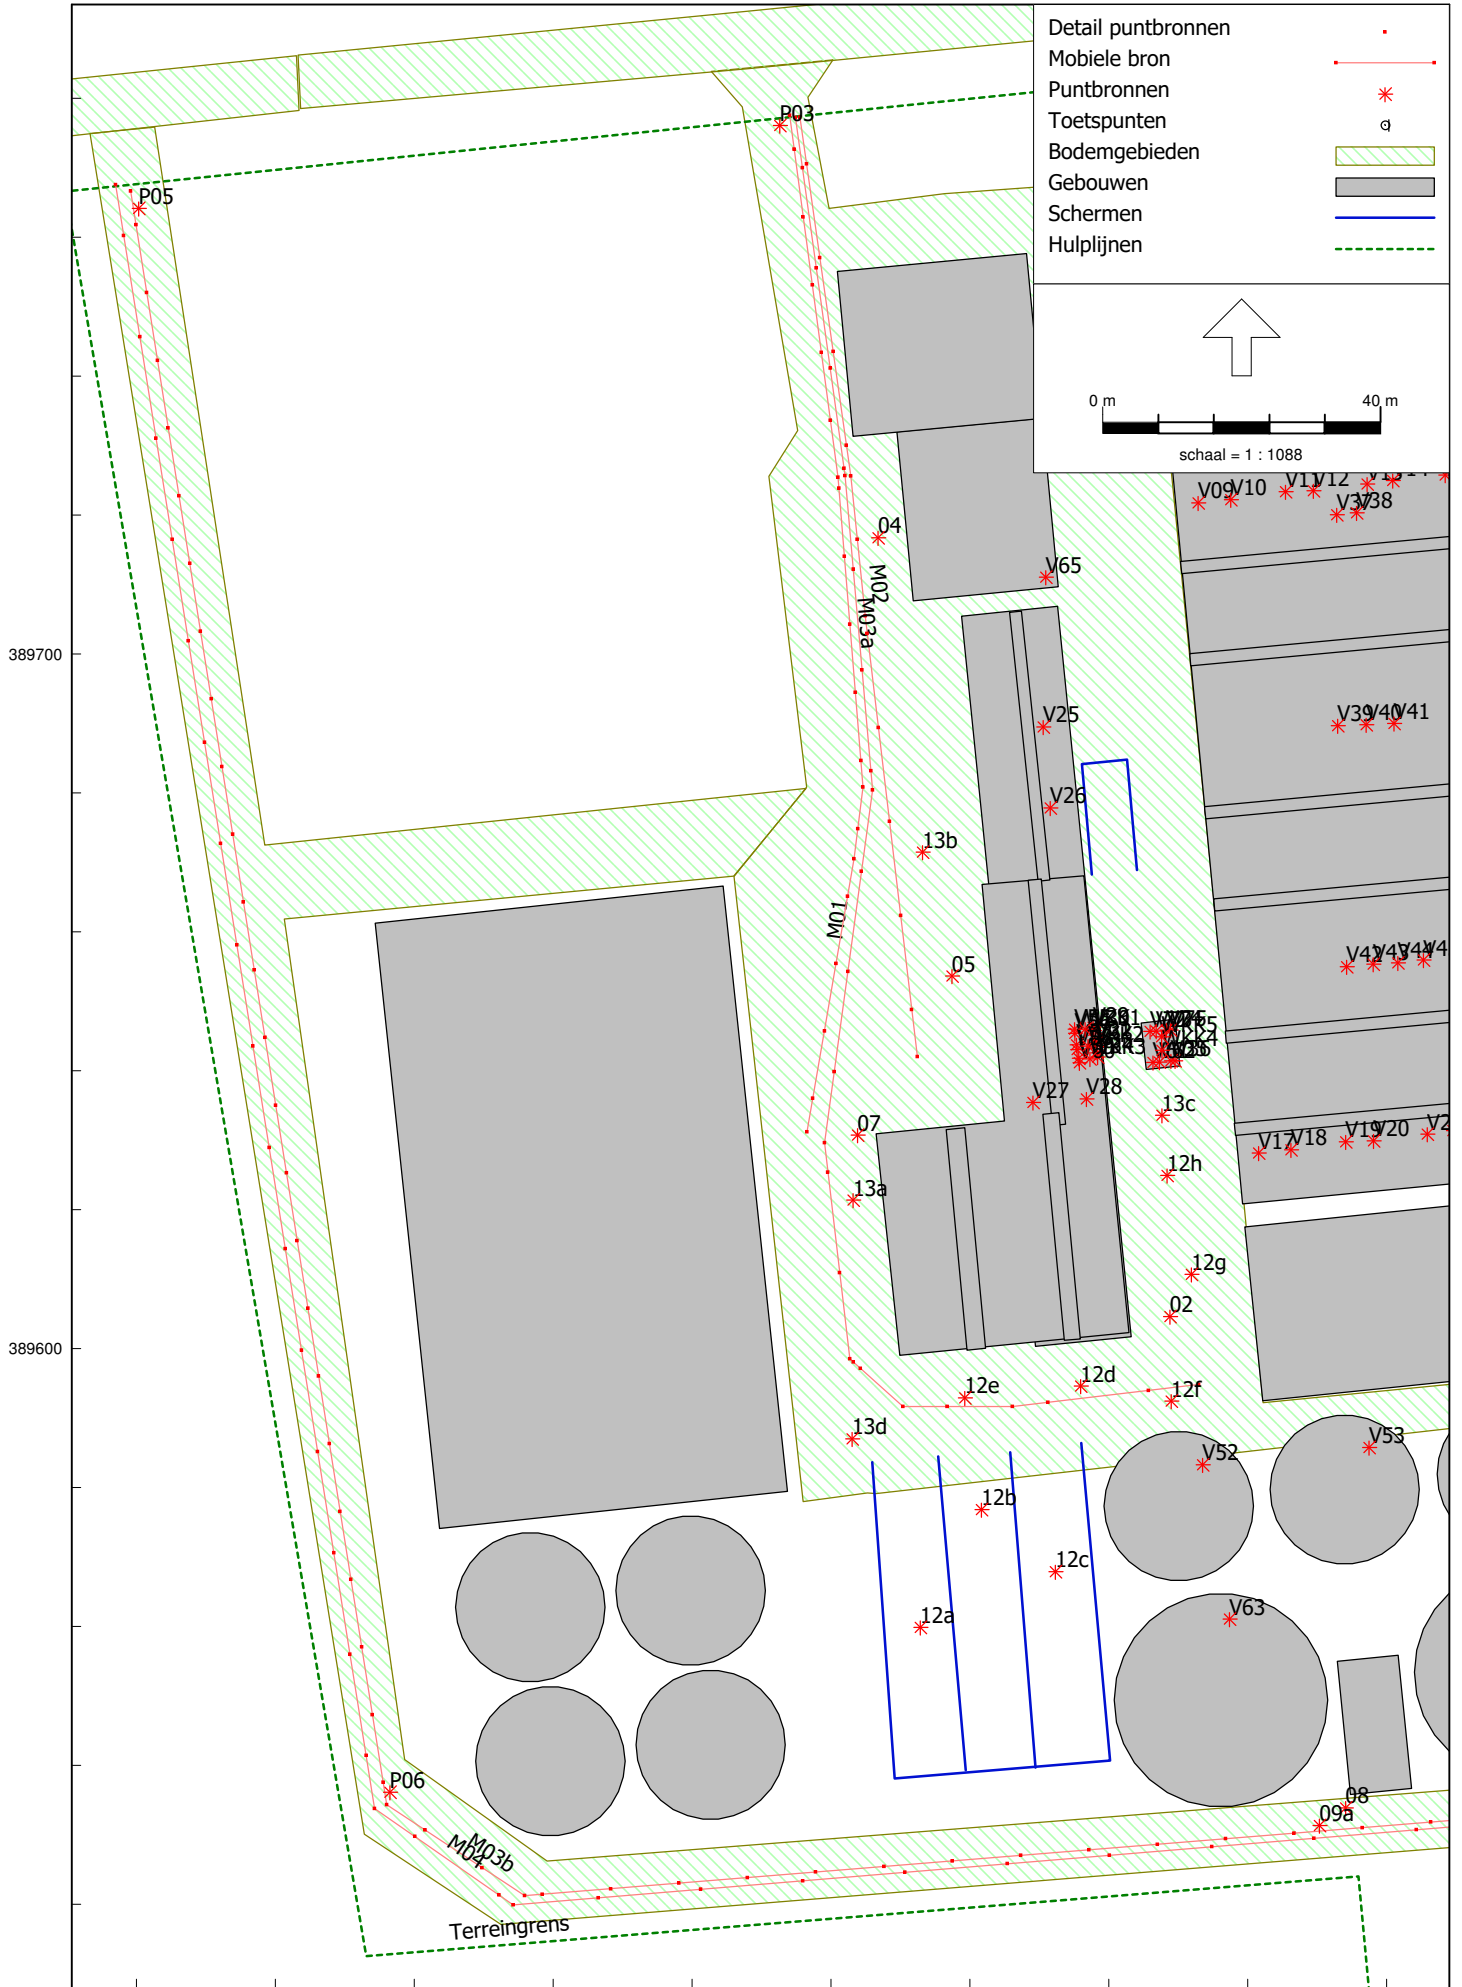 Detail puntbronnen
Mobiele bron
Puntbronnen
Toetspunten
Bodemgebieden
Gebouwen
Schermen
Hulplijnen
0 m
40 m
schaal = 1 : 1088
P03
P05
V09
V10
V11
V12
V37
V38
04
M02
V65
M03a
389700
V25
V39
V40
V41
V26
13b
M01
05
V42
V43
V44
V27
V28
13c
07
V17
V18
V19
V20
12h
13a
12g
02
389600
12e
12d
12f
13d
V52
V53
12b
12c
12a
V63
P06
08
09a
M04
M03b
Terreingrens